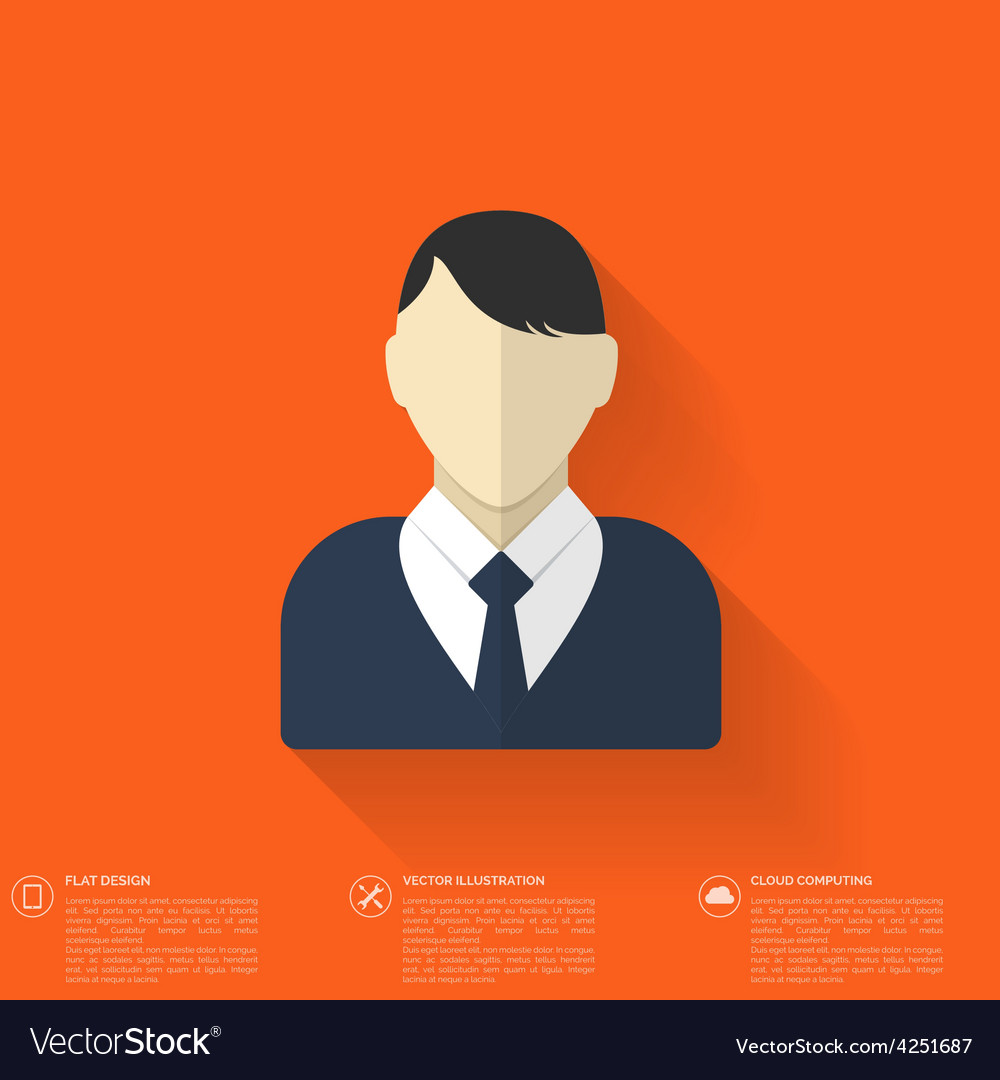 FLAT DESIGN
Lorem ipsum dolor sit amet, consectetur adipiscing
elit. Sed porta non ante eu feugiat. Ut lobortis
viverra dignissim. Proin lacinia et orci sit amet
eleifend. Curabitur tempor luctus metus
scelerisque eleifend.
Duis eget eleifend elit, non molestie dolor. In congue,
nunc ac sodales sagittis, metus massa hendrerit
erat, vel sollicitudin sem quam ut ligula. Integer
lacinia at neque a lacinia.
VECTOR ILLUSTRATION
Lorem ipsum dolor sit amet, consectetur adipiscing
elit. Sed porta non ante eu feugiat. Ut lobortis
viverra dignissim. Proin lacinia et orci sit amet
eleifend. Curabitur tempor luctus metus
scelerisque eleifend.
Duis eget eleifend elit, non molestie dolor. In congue,
nunc ac sodales sagittis, metus massa hendrerit
erat, vel sollicitudin sem quam ut ligula. Integer
lacinia at neque a lacinia.
CLOUD COMPUTING
Lorem ipsum dolor sit amet, consectetur adipiscing
elit. Sed porta non ante eu feugiat. Ut lobortis
viverra dignissim. Proin lacinia et orci sit amet
eleifend. Curabitur tempor luctus metus
scelerisque eleifend.
Duis eget eleifend elit, non molestie dolor. In congue,
nunc ac sodales sagittis, metus massa hendrerit
erat, vel sollicitudin sem quam ut ligula. Integer
lacinia at neque a lacinia.
VectorStock®
VectorStock.com/4251687